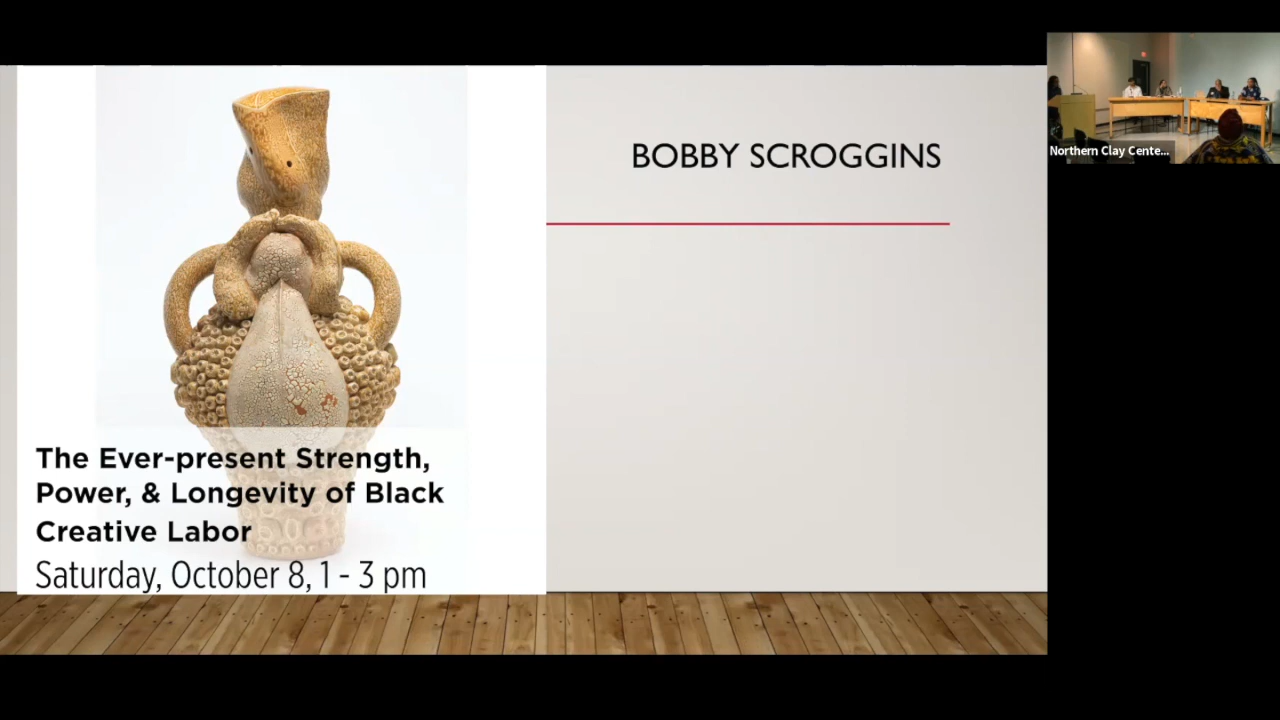 BOBBY SCROGGINS
The Ever-present Strength,
Power, & Longevity of Black
Creative Labor
Saturday, October 8, 1 - 3 pm
Northern Clay Cente...